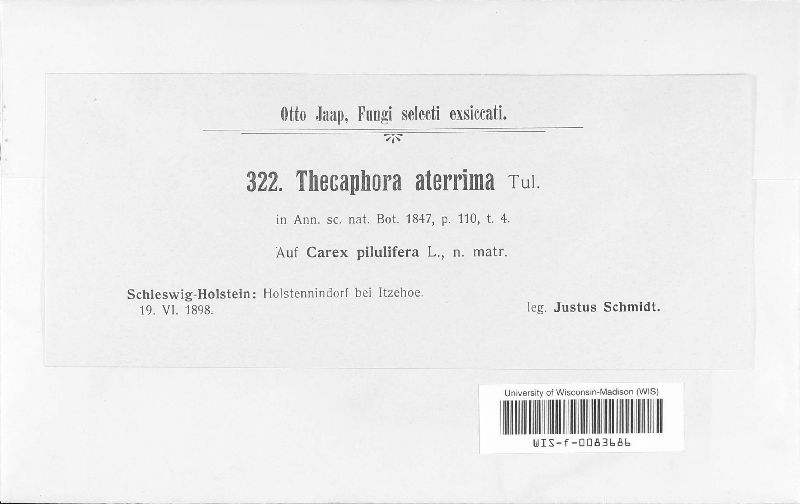 Otto Jaap, Fungi selecti exsiccati.
322. Thecaphora aterrima Tul.
in Ann. sc. nat. Bot. 1847, p. 110, t. 4.
Auf Carex pilulifera L., n. matr.
Schleswig-Holstein: Holstennindorf bei Itzehoe.
19. VI. 1898.
leg. Justus Schmidt.
University of Wisconsin-Madison (WIS)
WIS-f-0083686